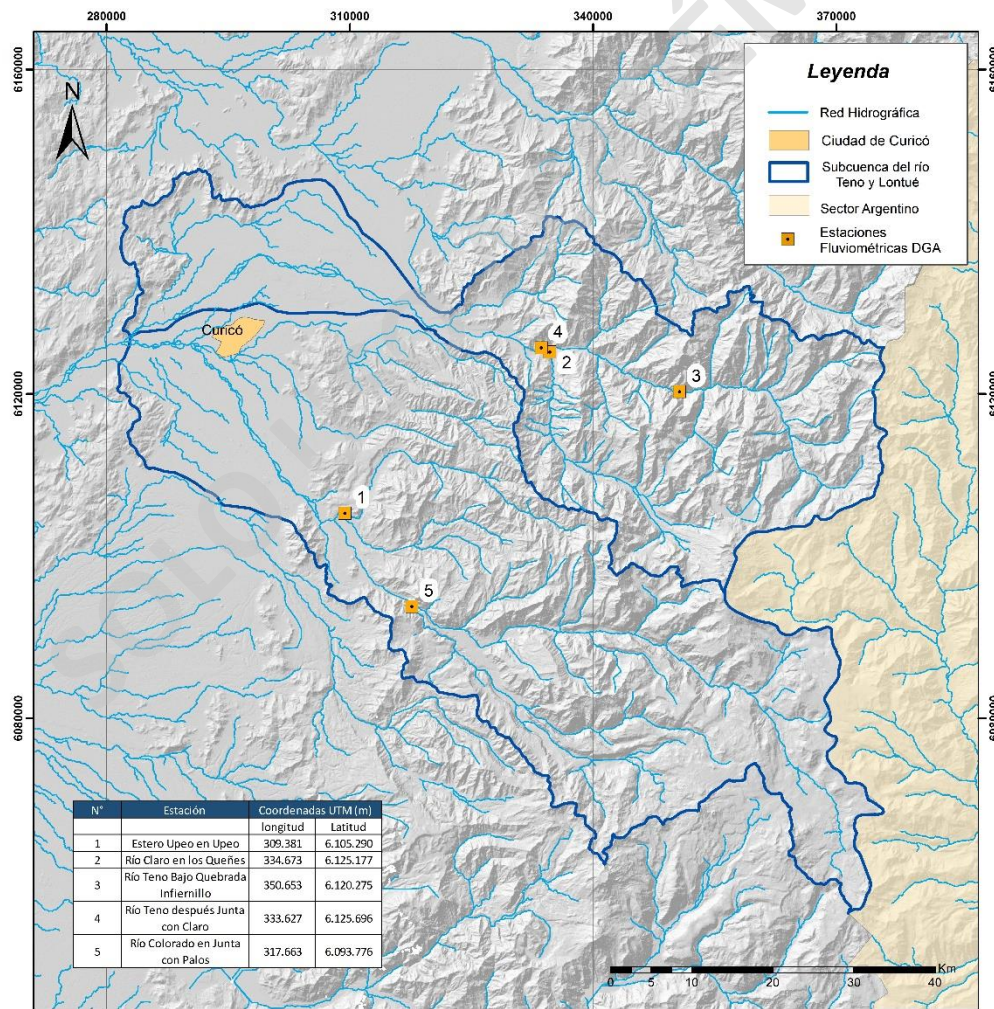 280000 310000 340000 370000
6160000
6160000
N
Leyenda
Red Hidrográfica
Ciudad de Curicó
Subcuenca del río
Teno y Lontué
Sector Argentino
Estaciones
Fluviométricas DGA
Curicó
4
2
3
6120000
6120000
1
5
6080000
6080000
N° Estación Coordenadas UTM (m)
longitud Latitud
1 Estero Upeo en Upeo 309.381 6.105.290
2 Río Claro en los Queñes 334.673 6.125.177
3 Río Teno Bajo Quebrada Infiernillo 350.653 6.120.275
4 Río Teno después Junta con Claro 333.627 6.125.696
5 Río Colorado en Junta con Palos 317.663 6.093.776
Km
0 5 10 20 30 40